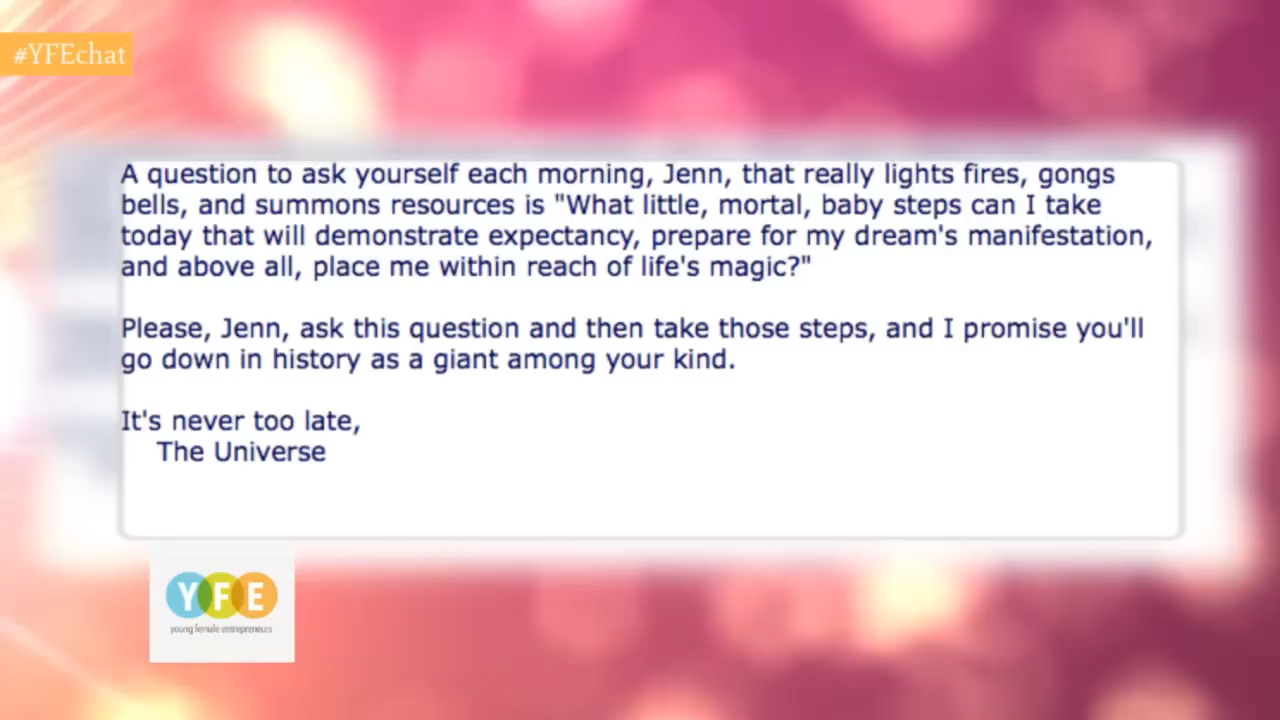 #YFEchat
A question to ask yourself each morning, Jenn, that really lights fires, gongs
bells, and summons resources is "What little, mortal, baby steps can I take
today that will demonstrate expectancy, prepare for my dream's manifestation,
and above all, place me within reach of life's magic?"
Please, Jenn, ask this question and then take those steps, and I promise you'll
go down in history as a giant among your kind.
It's never too late,
The Universe
YFE
young female entrepreneurs